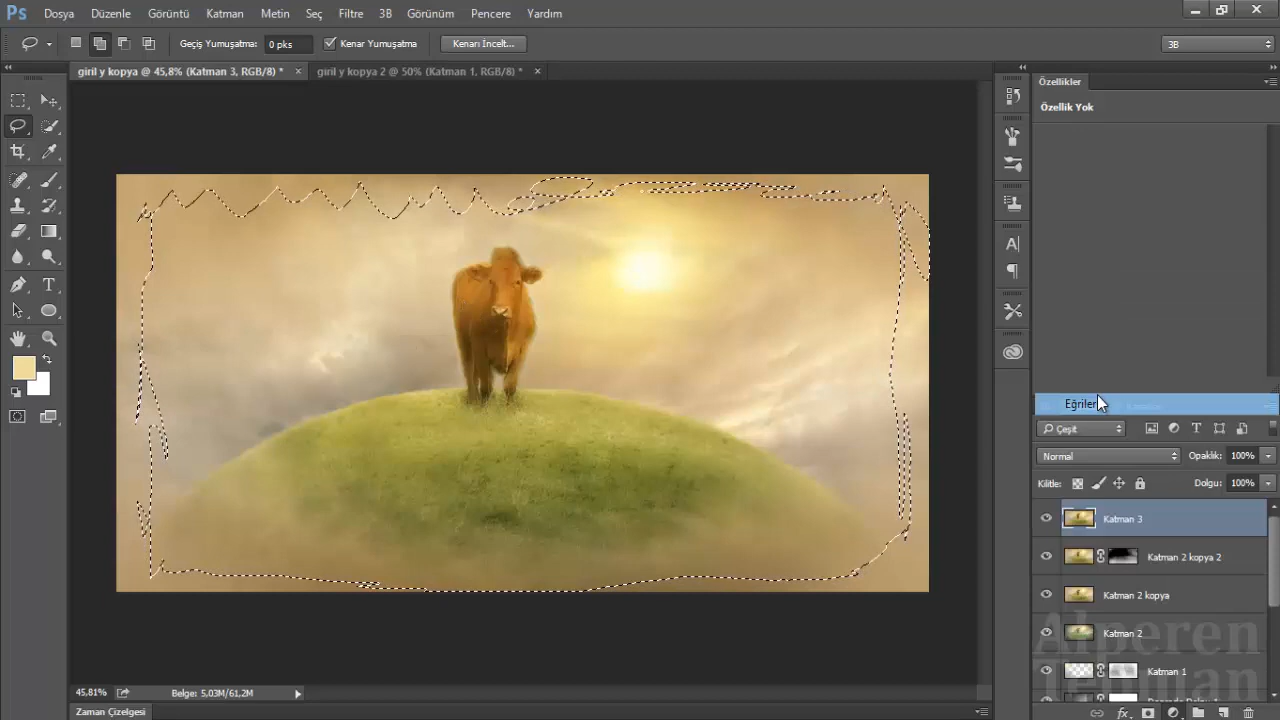 Ps Dosya Düzenle Görüntü Katman Metin Seç Filtre 3B Görünüm Pencere Yardım
Geçiş Yumuşatma: 0 pks Kenar Yumuşatma Kenarı İncelt... 3B
giril y kopya @ 45,8% (Katman 3, RGB/8) * giril y kopya 2 @ 50% (Katman 1, RGB/8) *
Özellikler
Özellik Yok
Eğriler
Çeşit
Normal Opaklik: 100%
Kilitle: Dolgu: 100%
Katman 3
Katman 2 kopya 2
Katman 2 kopya
Katman 2
Katman 1
Alperen
Teoman
45,81% Belge: 5,03M/61,2M
Zaman Çizelgesi